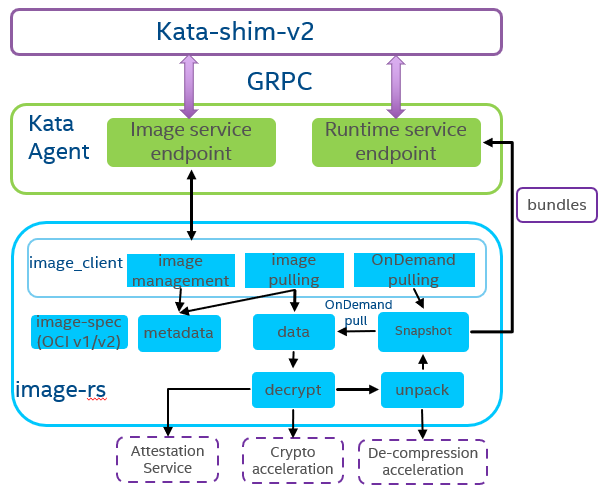 Kata-shim-v2
GRPC
Kata
Agent
Image service
endpoint
Runtime service
endpoint
bundles
image_client
image
management
image
pulling
OnDemand
pulling
OnDemand
pull
image-spec
(OCI v1/v2)
metadata
data
Snapshot
image-rs
decrypt
unpack
Attestation
Service
Crypto
acceleration
De-compression
acceleration